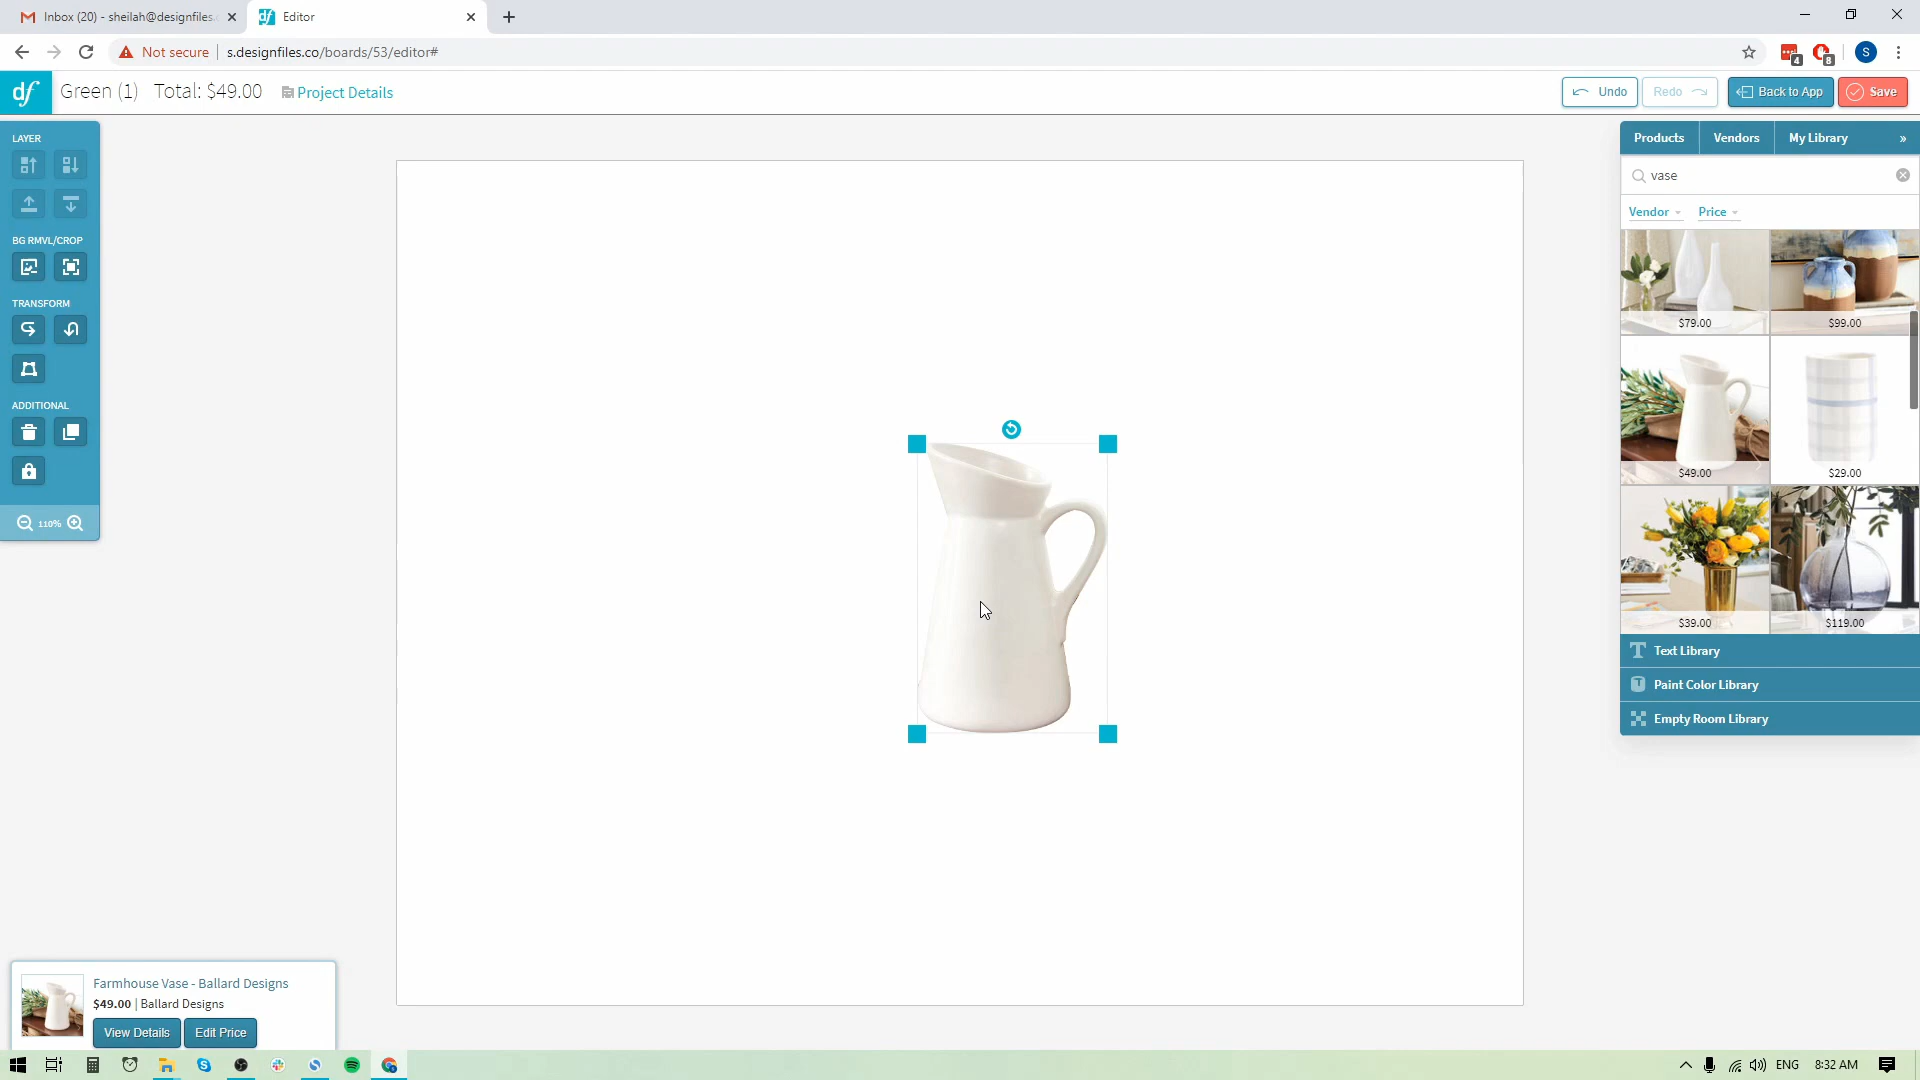 Inbox (20) - sheilah@designfiles.
Editor
Not secure
s.designfiles.co/boards/53/editor#
4
8
S
df
Green (1)
Total: $49.00
Project Details
Undo
Redo
Back to App
Save
LAYER
BG RMVL/CROP
TRANSFORM
ADDITIONAL
110%
Products
Vendors
My Library
»
vase
Vendor
Price
$79.00
$99.00
$49.00
$29.00
$39.00
$119.00
Text Library
Paint Color Library
Empty Room Library
Farmhouse Vase - Ballard Designs
$49.00 | Ballard Designs
View Details
Edit Price
ENG
8:32 AM